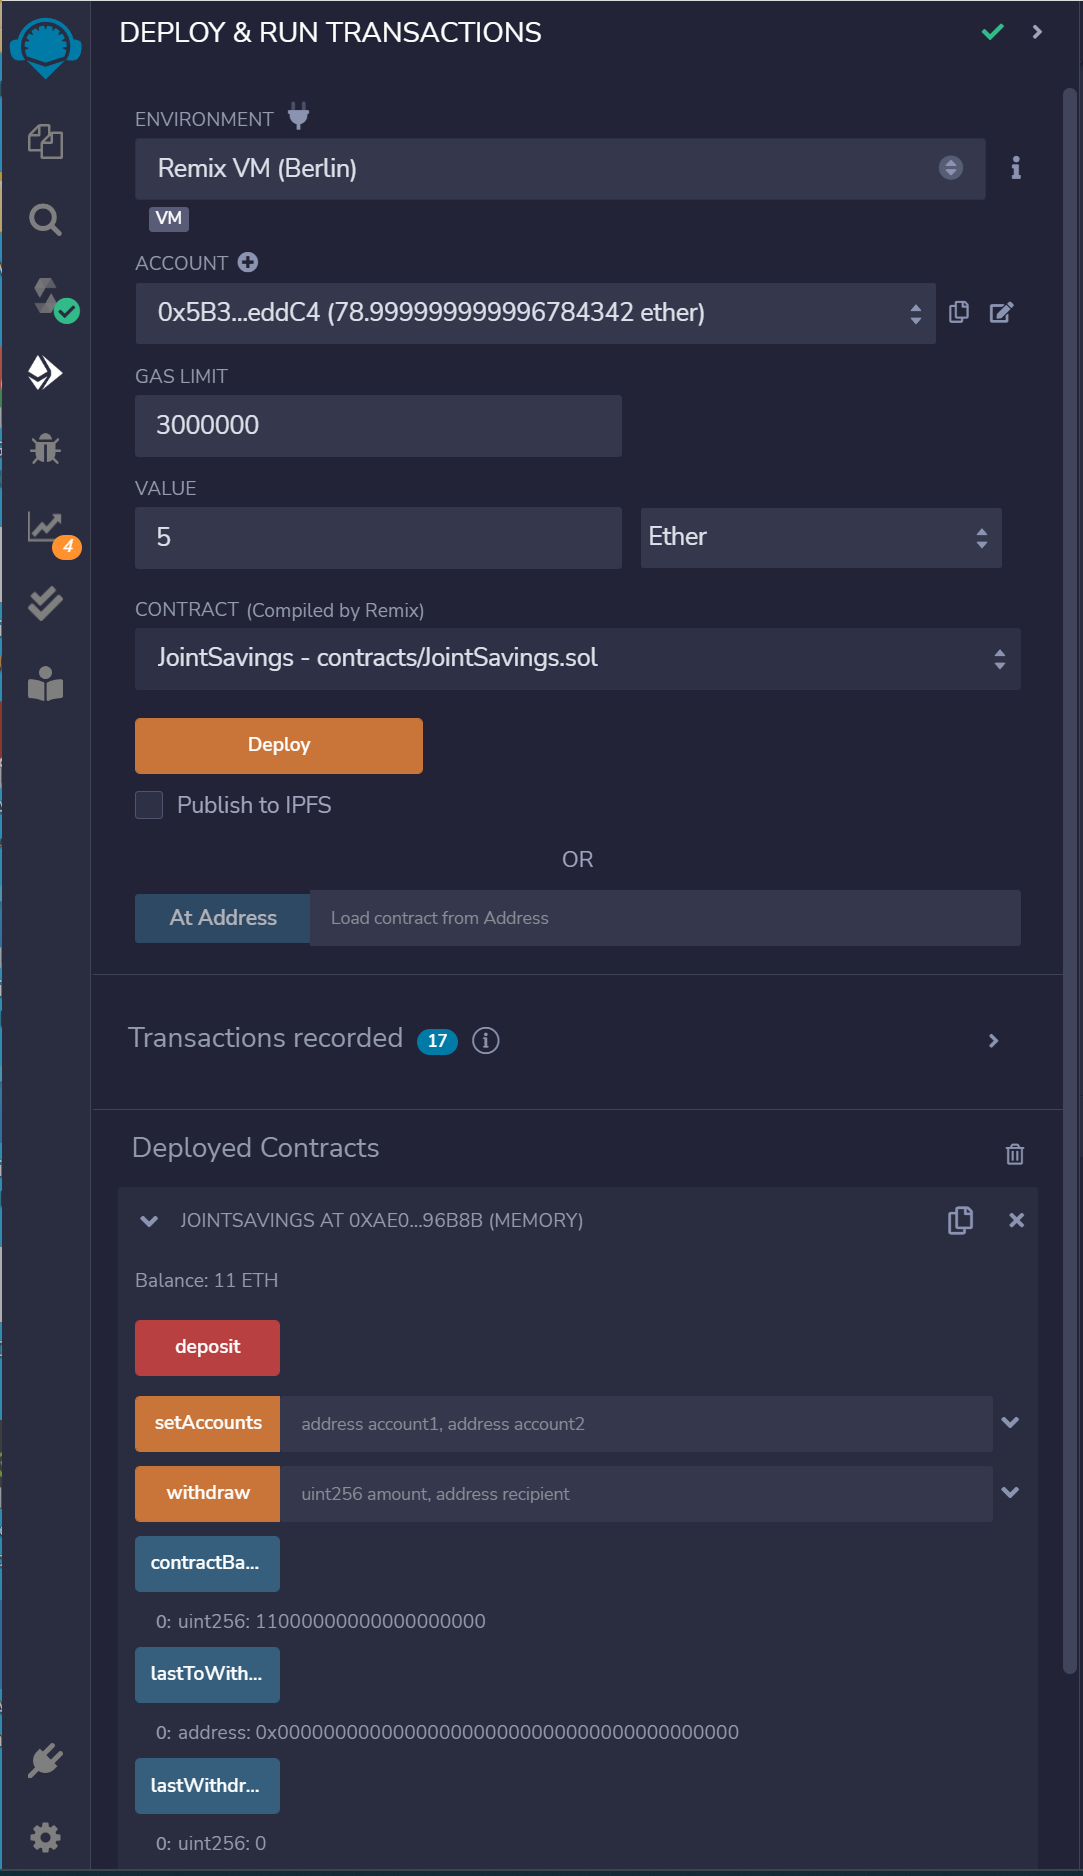 DEPLOY & RUN TRANSACTIONS
ENVIRONMENT
Remix VM (Berlin)
VM
ACCOUNT
0x5B3...eddC4 (78.999999999996784342 ether)
GAS LIMIT
3000000
VALUE
5
Ether
4
CONTRACT (Compiled by Remix)
JointSavings - contracts/JointSavings.sol
Deploy
Publish to IPFS
OR
At Address
Load contract from Address
Transactions recorded 17
Deployed Contracts
JOINTSAVINGS AT 0XAE0...96B8B (MEMORY)
Balance: 11 ETH
deposit
setAccounts
address account1, address account2
withdraw
uint256 amount, address recipient
contractBa...
0: uint256: 11000000000000000000
lastToWith...
0: address: 0x0000000000000000000000000000000000000000
lastWithdr...
0: uint256: 0